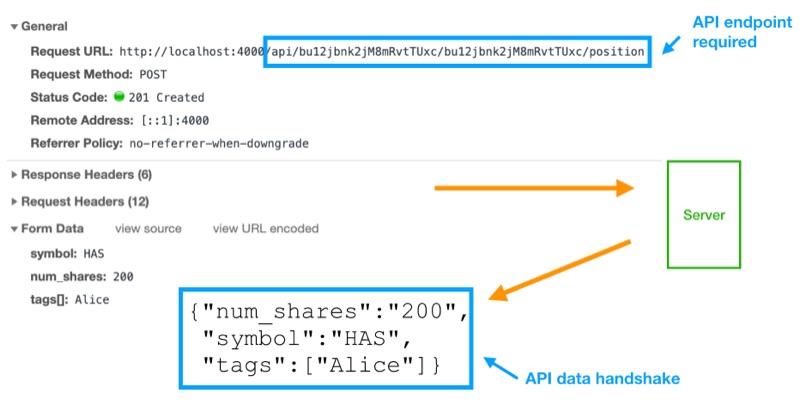 General
Request URL: http://localhost:4000/api/bu12jbnk2jM8mRvtTUxc/bu12jbnk2jM8mRvtTUxc/position
Request Method: POST
Status Code: 201 Created
Remote Address: [::1]:4000
Referrer Policy: no-referrer-when-downgrade
API endpoint
required
Response Headers (6)
Request Headers (12)
Form Data view source view URL encoded
symbol: HAS
num_shares: 200
tags[]: Alice
Server
{"num_shares":"200",
"symbol":"HAS",
"tags":["Alice"]}
API data handshake